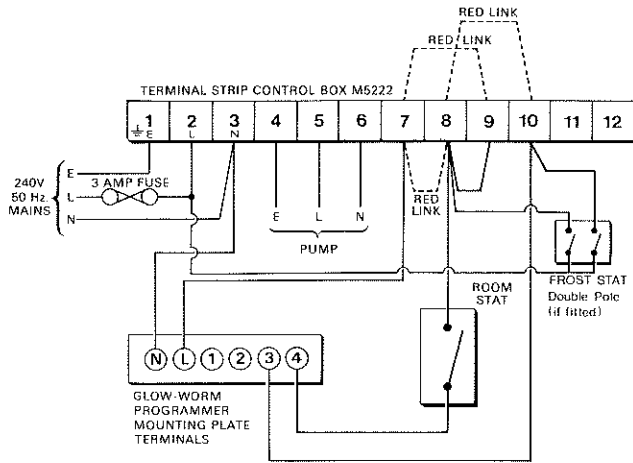 RED LINK
RED LINK
TERMINAL STRIP CONTROL BOX M5222
1 2 3 4 5 6 7 8 9 10 11 12
E L N
240V
50 Hz.
MAINS
E
L
N
3 AMP FUSE
E L N
PUMP
RED
LINK
ROOM
STAT
FROST STAT
Double Pole
(if fitted)
N L 1 2 3 4
GLOW-WORM
PROGRAMMER
MOUNTING PLATE
TERMINALS